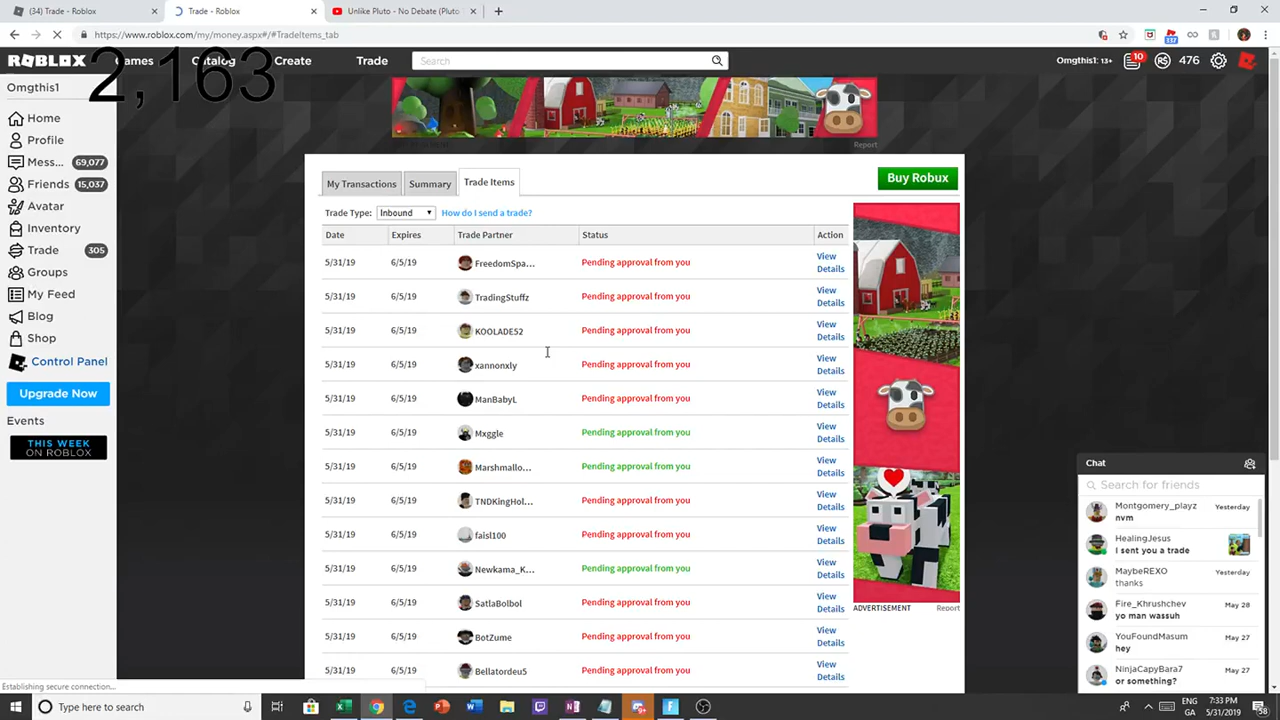 (34) Trade - Roblox
Trade - Roblox
Unlike Pluto - No Debate (Pluto
https://www.roblox.com/my/money.aspx#/#TradeItems_tab
ROBLOX
Games
Catalog
Create
Trade
Search
Omgthis1: 13+
10
476
2,163
Omgthis1
Home
Profile
Mess... 69,077
Friends 15,037
Avatar
Inventory
Trade 305
Groups
My Feed
Blog
Shop
Control Panel
Upgrade Now
Events
THIS WEEK
ON ROBLOX
Report
My Transactions
Summary
Trade Items
Buy Robux
Trade Type: Inbound How do I send a trade?
Date Expires Trade Partner Status Action
5/31/19 6/5/19 FreedomSpa... Pending approval from you View Details
5/31/19 6/5/19 TradingStuffz Pending approval from you View Details
5/31/19 6/5/19 KOOLADE52 Pending approval from you View Details
5/31/19 6/5/19 xannonxly Pending approval from you View Details
5/31/19 6/5/19 ManBabyL Pending approval from you View Details
5/31/19 6/5/19 Mxggle Pending approval from you View Details
5/31/19 6/5/19 Marshmallo... Pending approval from you View Details
5/31/19 6/5/19 TNDKingHol... Pending approval from you View Details
5/31/19 6/5/19 faisl100 Pending approval from you View Details
5/31/19 6/5/19 Newkama_K... Pending approval from you View Details
5/31/19 6/5/19 SatlaBolbol Pending approval from you View Details
5/31/19 6/5/19 BotZume Pending approval from you View Details
5/31/19 6/5/19 Bellatordeu5 Pending approval from you View Details
ADVERTISEMENT Report
Chat
Search for friends
Montgomery_playz Yesterday
nvm
HealingJesus
I sent you a trade
MaybeREXO Yesterday
thanks
Fire_Khrushchev May 28
yo man wassuh
YouFoundMasum May 27
hey
NinjaCapyBara7 May 27
or something?
Establishing secure connection...
Type here to search
ENG
GA
7:33 PM
5/31/2019
58